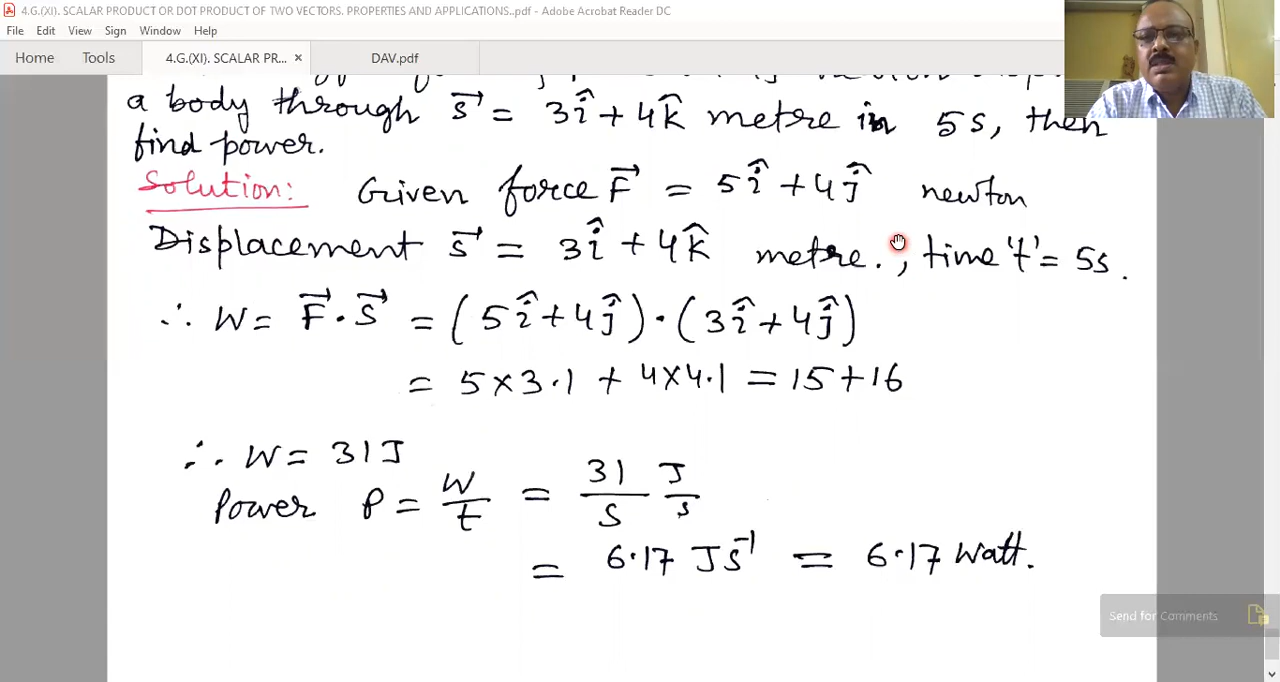 4.G.(XI). SCALAR PRODUCT OR DOT PRODUCT OF TWO VECTORS. PROPERTIES AND APPLICATIONS..pdf - Adobe Acrobat Reader DC
File Edit View Sign Window Help
Home Tools 4.G.(XI). SCALAR PR... × DAV.pdf
a body through s⃗ = 3î + 4k̂ metre in 5s, then
find power.
Solution: Given force F⃗ = 5î + 4ĵ newton
Displacement s⃗ = 3î + 4k̂ metre. , time 't' = 5s .
∴ W = F⃗ . S⃗ = (5î + 4ĵ) . (3î + 4ĵ)
= 5×3.1 + 4×4.1 = 15+16
∴ W = 31J
Power P = W/t = 31/5 J/s
= 6.17 Js⁻¹ = 6.17 Watt.
Send for Comments